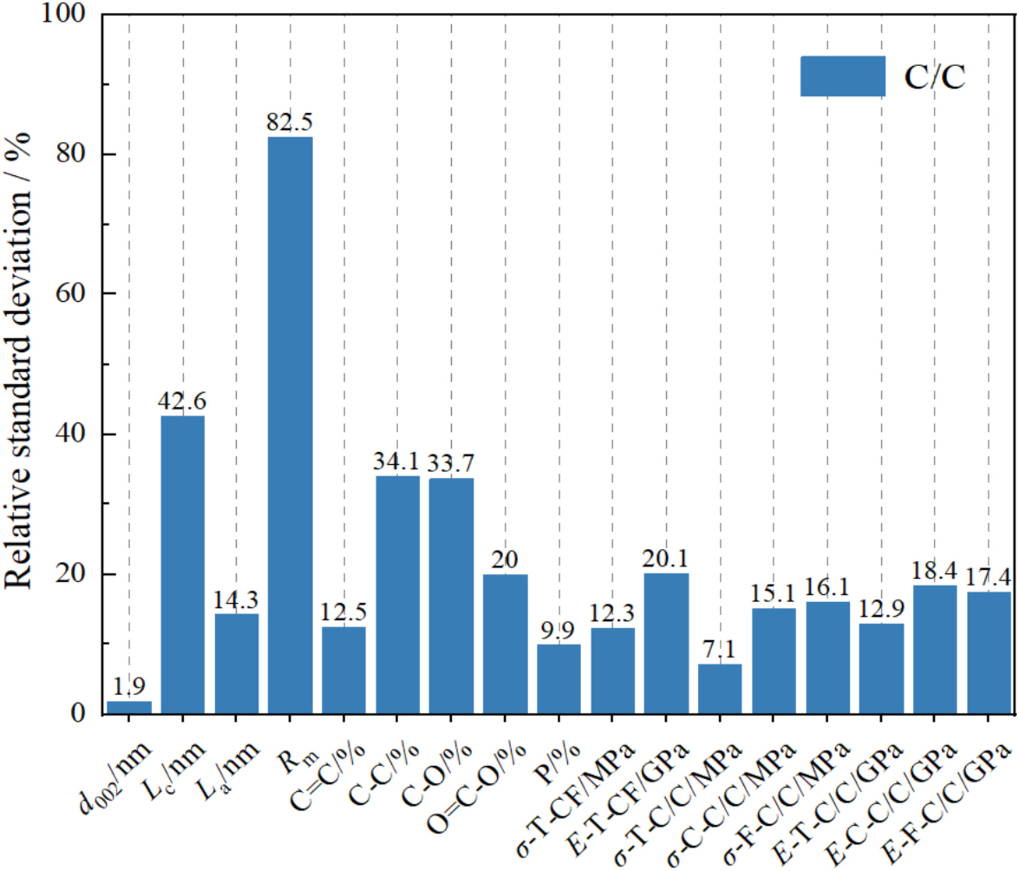 Relative standard deviation / %
100
80
60
40
20
0
C/C
1.9
42.6
14.3
82.5
12.5
34.1
33.7
20
9.9
12.3
20.1
7.1
15.1
16.1
12.9
18.4
17.4
d002/nm
Lc/nm
La/nm
Rm
C=C/%
C-C/%
C-O/%
O=C-O/%
P/%
σ-T-CF/MPa
E-T-CF/GPa
σ-T-C/C/MPa
σ-C-C/C/MPa
σ-F-C/C/MPa
E-T-C/C/GPa
E-C-C/C/GPa
E-F-C/C/GPa